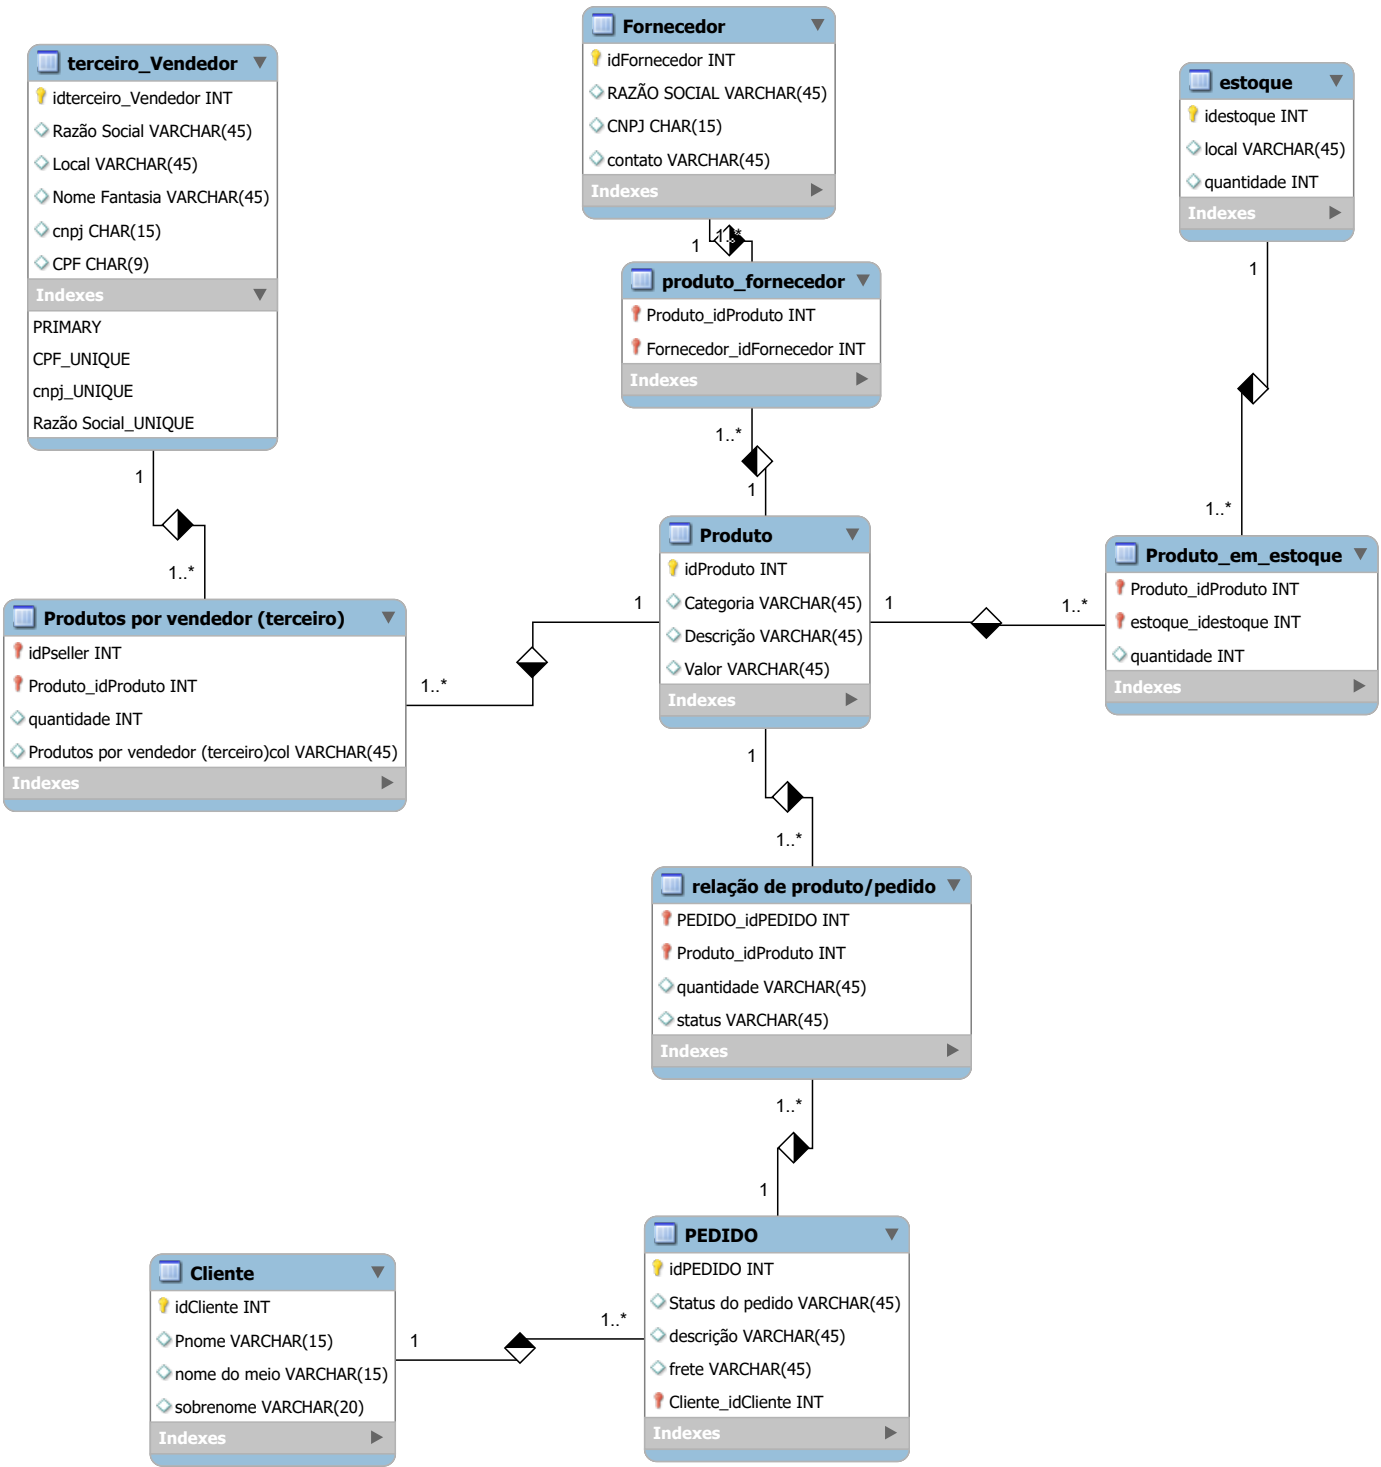 Fornecedor
idFornecedor INT
RAZÃO SOCIAL VARCHAR(45)
CNPJ CHAR(15)
contato VARCHAR(45)
Indexes
terceiro_Vendedor
idterceiro_Vendedor INT
Razão Social VARCHAR(45)
Local VARCHAR(45)
Nome Fantasia VARCHAR(45)
cnpj CHAR(15)
CPF CHAR(9)
Indexes
PRIMARY
CPF_UNIQUE
cnpj_UNIQUE
Razão Social_UNIQUE
estoque
idestoque INT
local VARCHAR(45)
quantidade INT
Indexes
1
1..*
produto_fornecedor
Produto_idProduto INT
Fornecedor_idFornecedor INT
Indexes
1
1..*
1
1
1..*
1..*
Produto
idProduto INT
Categoria VARCHAR(45)
Descrição VARCHAR(45)
Valor VARCHAR(45)
Indexes
Produto_em_estoque
Produto_idProduto INT
estoque_idestoque INT
quantidade INT
Indexes
Produtos por vendedor (terceiro)
idPseller INT
Produto_idProduto INT
quantidade INT
Produtos por vendedor (terceiro)col VARCHAR(45)
Indexes
1
1..*
1
1..*
1
1..*
relação de produto/pedido
PEDIDO_idPEDIDO INT
Produto_idProduto INT
quantidade VARCHAR(45)
status VARCHAR(45)
Indexes
1..*
1
PEDIDO
idPEDIDO INT
Status do pedido VARCHAR(45)
descrição VARCHAR(45)
frete VARCHAR(45)
Cliente_idCliente INT
Indexes
Cliente
idCliente INT
Pnome VARCHAR(15)
nome do meio VARCHAR(15)
sobrenome VARCHAR(20)
Indexes
1
1..*